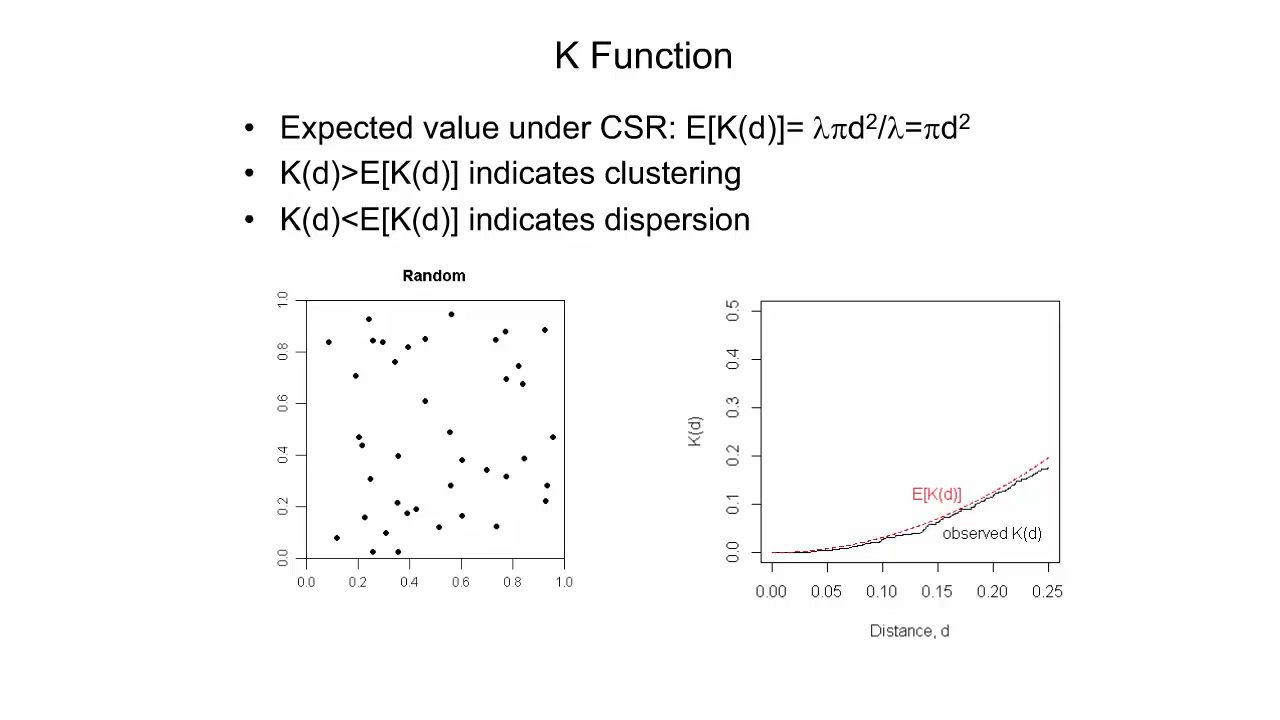 K Function
• Expected value under CSR: E[K(d)]= λπd²/λ=πd²
• K(d)>E[K(d)] indicates clustering
• K(d)<E[K(d)] indicates dispersion
Random
1.0
0.8
0.6
0.4
0.2
0.0
0.0 0.2 0.4 0.6 0.8 1.0
0.5
0.4
0.3
0.2
0.1
0.0
K(d)
E[K(d)]
observed K(d)
0.00 0.05 0.10 0.15 0.20 0.25
Distance, d